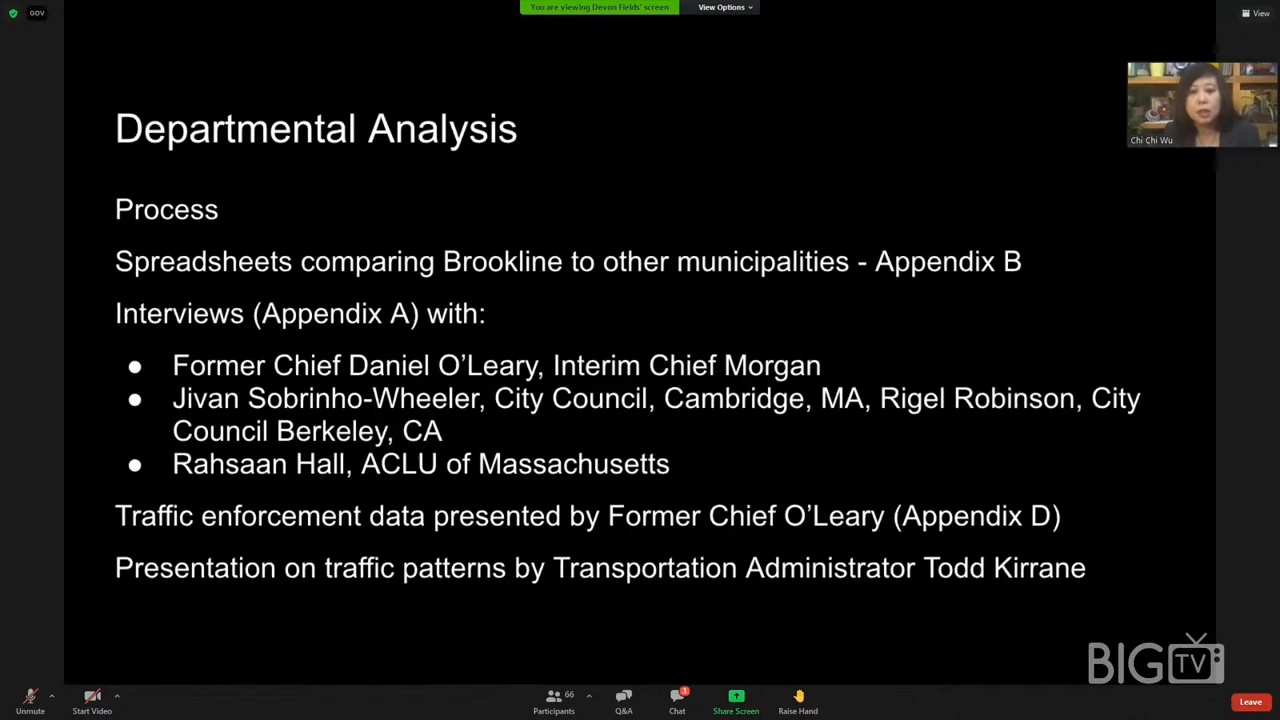 GOV
You are viewing Devon Fields' screen
View Options
View
Chi Chi Wu
Departmental Analysis
Process
Spreadsheets comparing Brookline to other municipalities - Appendix B
Interviews (Appendix A) with:
● Former Chief Daniel O’Leary, Interim Chief Morgan
● Jivan Sobrinho-Wheeler, City Council, Cambridge, MA, Rigel Robinson, City
Council Berkeley, CA
● Rahsaan Hall, ACLU of Massachusetts
Traffic enforcement data presented by Former Chief O’Leary (Appendix D)
Presentation on traffic patterns by Transportation Administrator Todd Kirrane
BIG TV
Unmute
Start Video
66
Participants
Q&A
3
Chat
Share Screen
Raise Hand
Leave